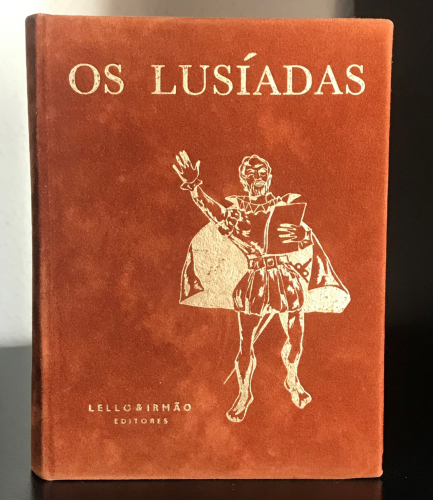 OS LUSÍADAS
LELLO & IRMÃO
EDITORES